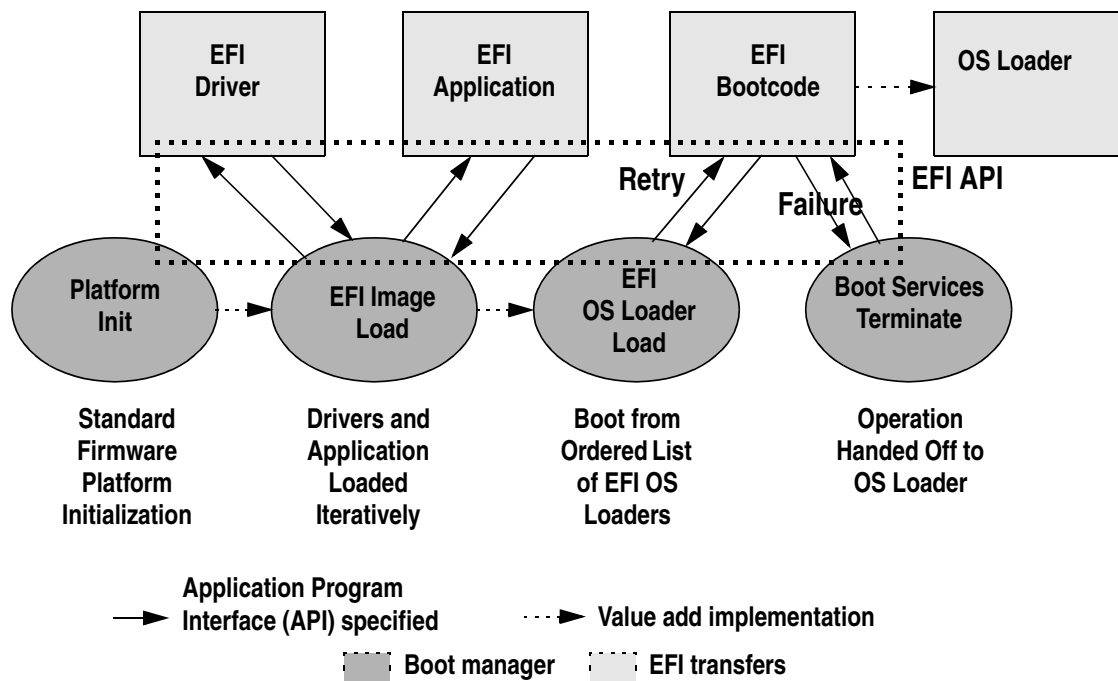 EFI
Driver
EFI
Application
EFI
Bootcode
OS Loader
Retry
Failure
EFI API
Platform
Init
EFI Image
Load
EFI
OS Loader
Load
Boot Services
Terminate
Standard
Firmware
Platform
Initialization
Drivers and
Application
Loaded
Iteratively
Boot from
Ordered List
of EFI OS
Loaders
Operation
Handed Off to
OS Loader
Application Program
Interface (API) specified
Value add implementation
Boot manager
EFI transfers